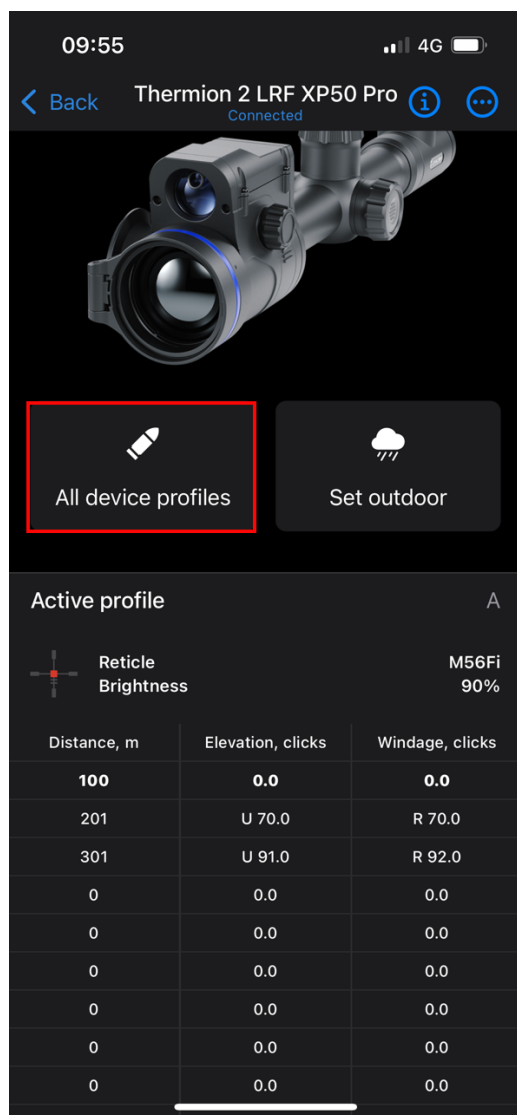 09:55 4G
Back Thermion 2 LRF XP50 Pro
Connected
All device profiles Set outdoor
Active profile A
Reticle M56Fi
Brightness 90%
Distance, m Elevation, clicks Windage, clicks
100 0.0 0.0
201 U 70.0 R 70.0
301 U 91.0 R 92.0
0 0.0 0.0
0 0.0 0.0
0 0.0 0.0
0 0.0 0.0
0 0.0 0.0
0 0.0 0.0